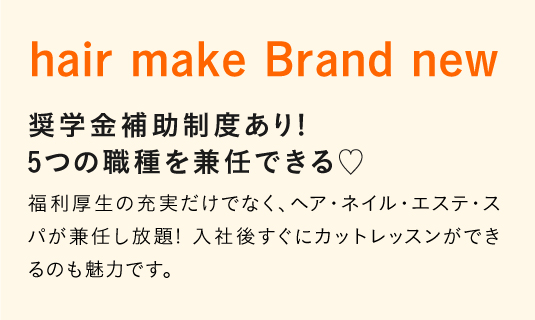 hair make Brand new
奨学金補助制度あり!
5つの職種を兼任できる♡
福利厚生の充実だけでなく、ヘア・ネイル・エステ・ス
パが兼任し放題! 入社後すぐにカットレッスンができ
るのも魅力です。